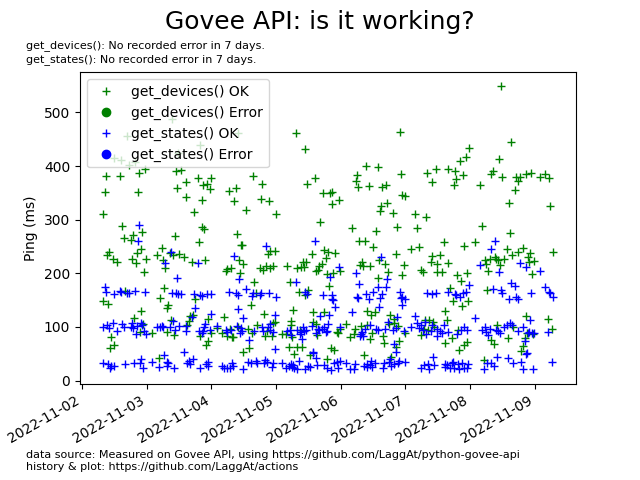 Govee API: is it working?
get_devices(): No recorded error in 7 days.
get_states(): No recorded error in 7 days.
get_devices() OK
get_devices() Error
get_states() OK
get_states() Error
Ping (ms)
500
400
300
200
100
0
2022-11-02
2022-11-03
2022-11-04
2022-11-05
2022-11-06
2022-11-07
2022-11-08
2022-11-09
data source: Measured on Govee API, using https://github.com/LaggAt/python-govee-api
history & plot: https://github.com/LaggAt/actions